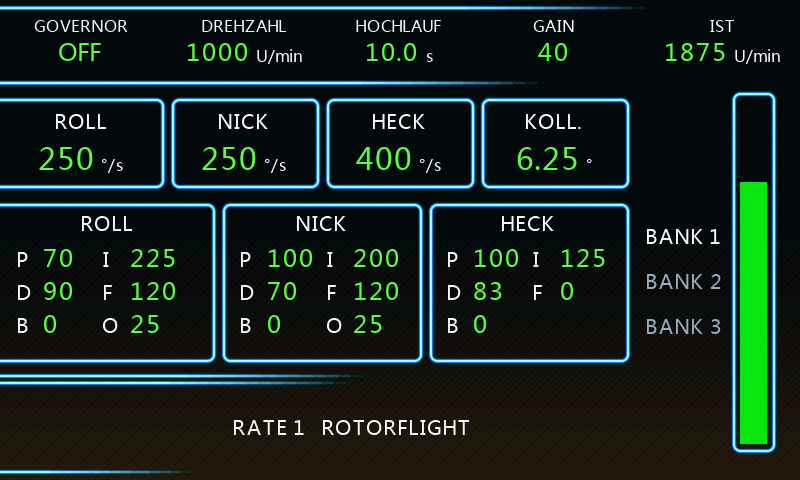 GOVERNOR DREHZAHL HOCHLAUF GAIN IST
OFF 1000 U/min 10.0 s 40 1875 U/min
ROLL NICK HECK KOLL.
250 °/s 250 °/s 400 °/s 6.25 °
ROLL NICK HECK
P 70 I 225 P 100 I 200 P 100 I 125
D 90 F 120 D 70 F 120 D 83 F 0
B 0 O 25 B 0 O 25 B 0
BANK 1
BANK 2
BANK 3
RATE 1 ROTORFLIGHT